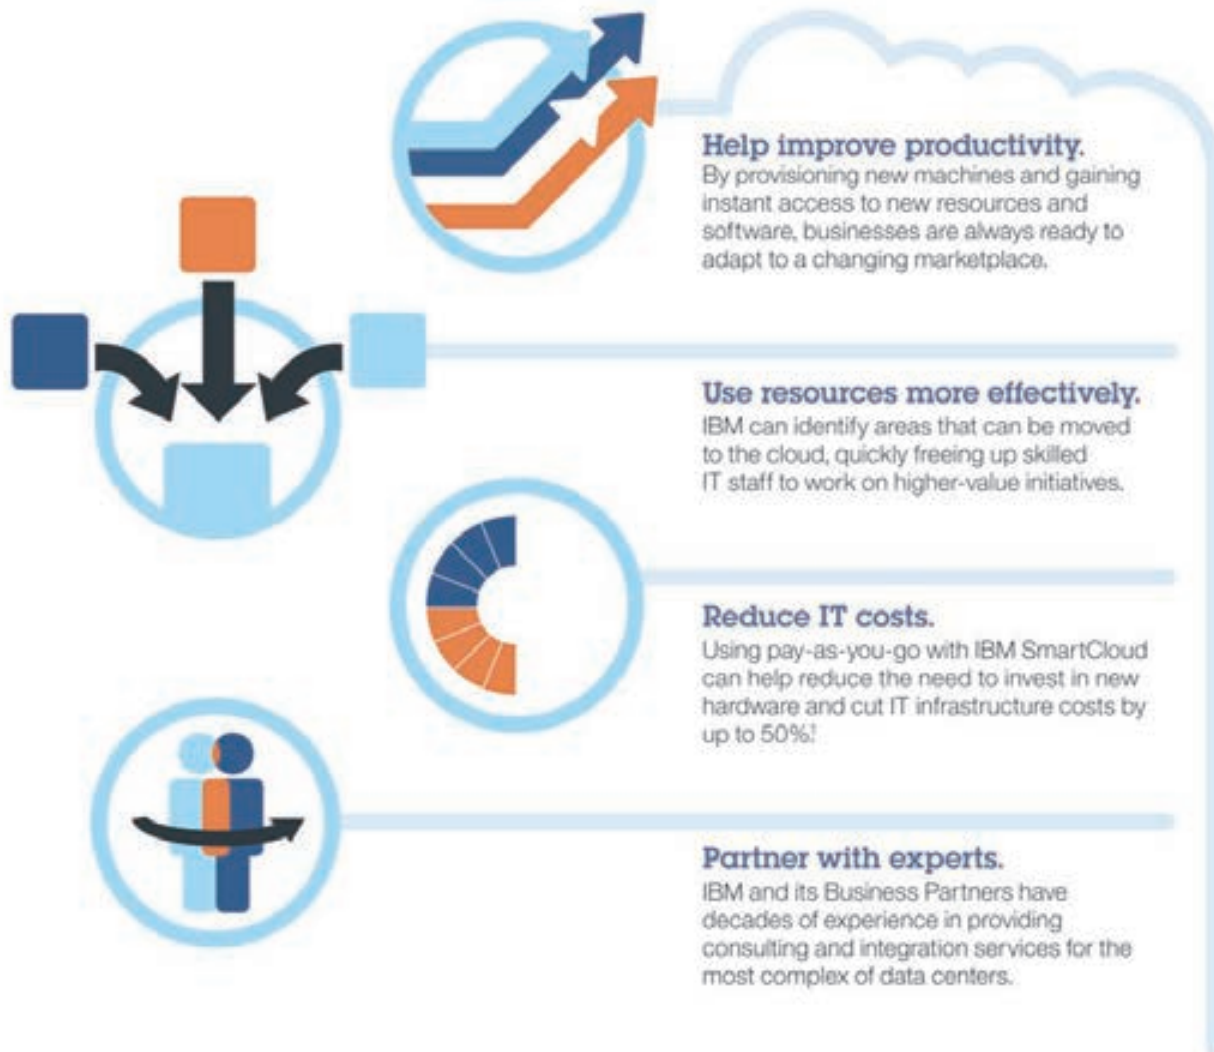 Help improve productivity.
By provisioning new machines and gaining
instant access to new resources and
software, businesses are always ready to
adapt to a changing marketplace.
Use resources more effectively.
IBM can identify areas that can be moved
to the cloud, quickly freeing up skilled
IT staff to work on higher-value initiatives.
Reduce IT costs.
Using pay-as-you-go with IBM SmartCloud
can help reduce the need to invest in new
hardware and cut IT infrastructure costs by
up to 50%.
Partner with experts.
IBM and its Business Partners have
decades of experience in providing
consulting and integration services for the
most complex of data centers.